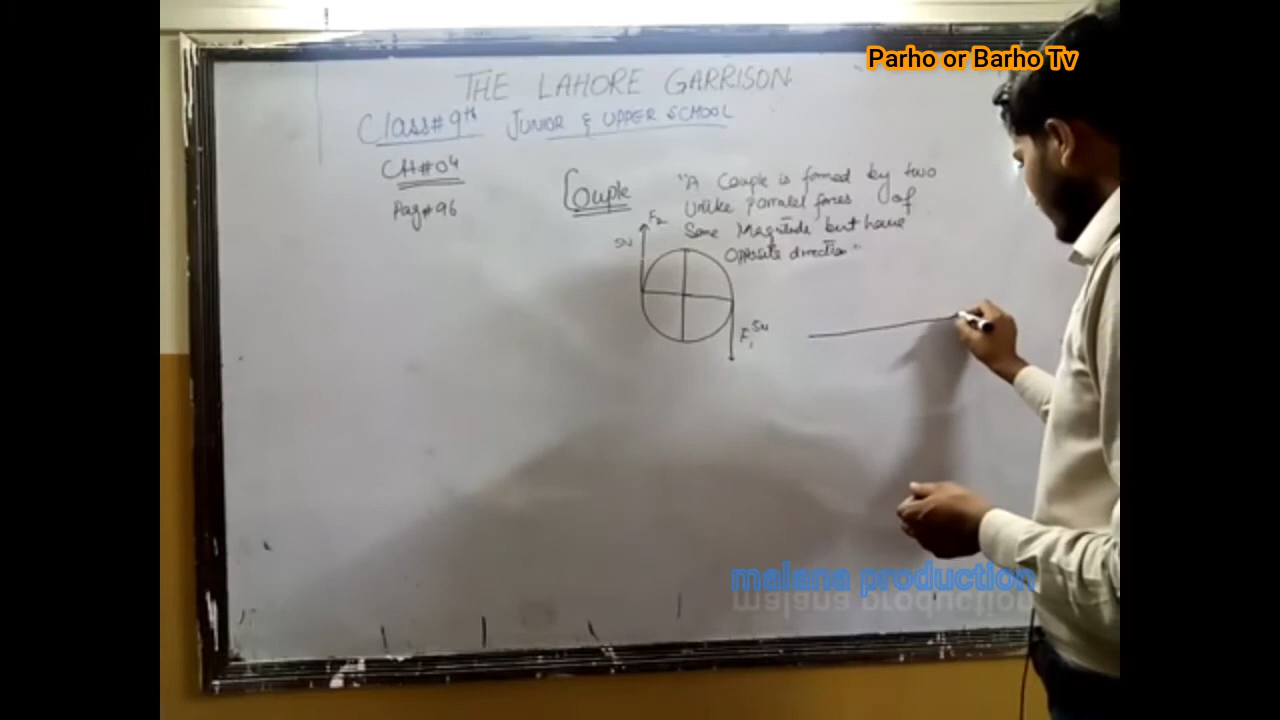 Parho or Barho Tv
THE LAHORE GARRISON
Class# 9th JUNIOR & UPPER SCHOOL
CH#04
Pag# 96
Couple
"A Couple is formed by two
Unlike Parralel forces of
Same Magnitude but have
Opposite direction"
F2
5N
F1 5N
malana production